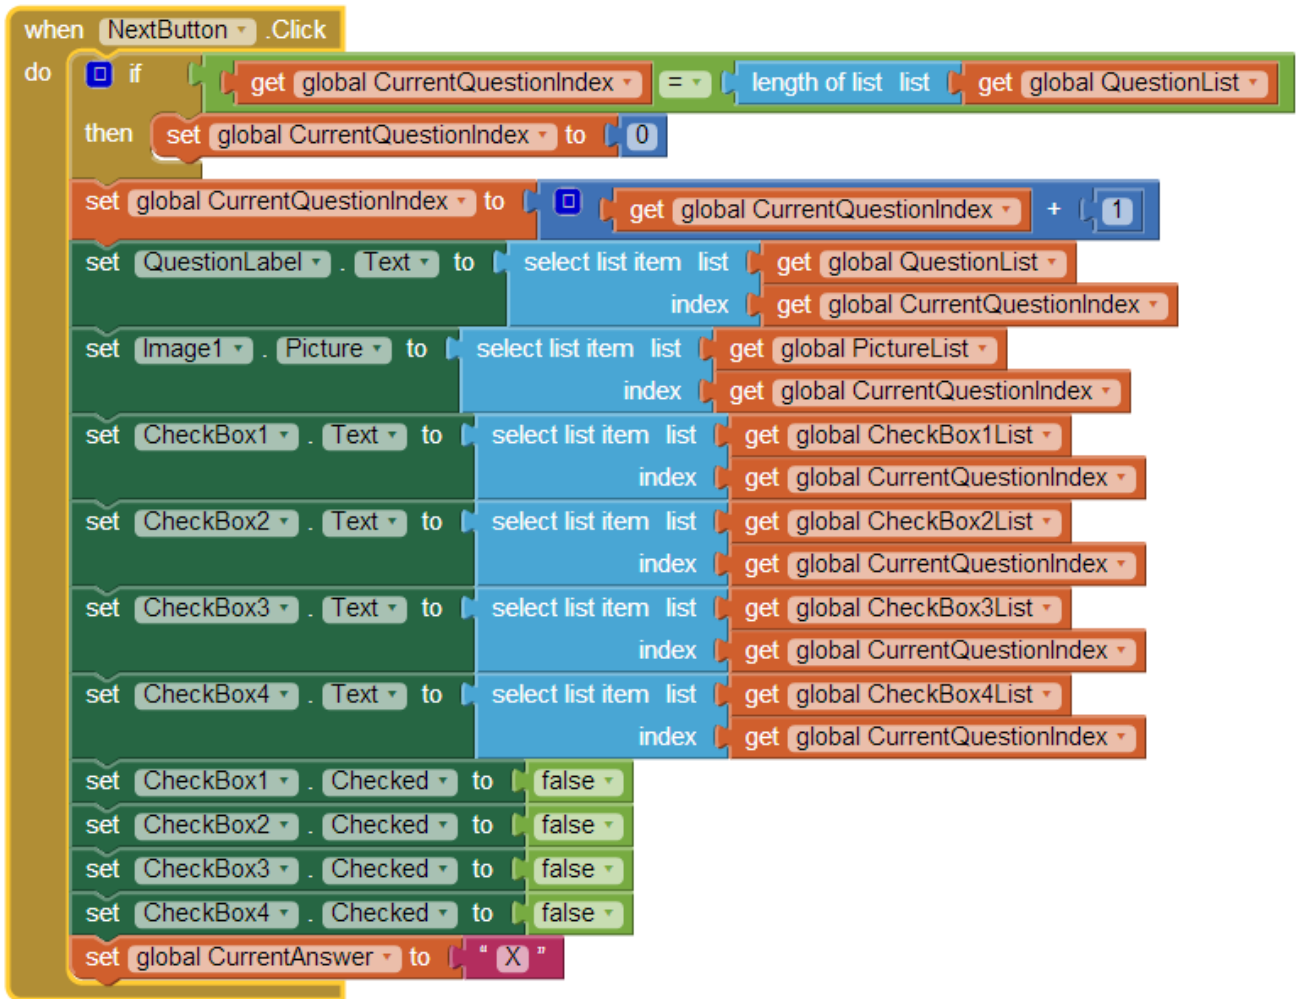 when NextButton .Click
do if get global CurrentQuestionIndex = length of list list get global QuestionList
then set global CurrentQuestionIndex to 0
set global CurrentQuestionIndex to get global CurrentQuestionIndex + 1
set QuestionLabel . Text to select list item list get global QuestionList
index get global CurrentQuestionIndex
set Image1 . Picture to select list item list get global PictureList
index get global CurrentQuestionIndex
set CheckBox1 . Text to select list item list get global CheckBox1List
index get global CurrentQuestionIndex
set CheckBox2 . Text to select list item list get global CheckBox2List
index get global CurrentQuestionIndex
set CheckBox3 . Text to select list item list get global CheckBox3List
index get global CurrentQuestionIndex
set CheckBox4 . Text to select list item list get global CheckBox4List
index get global CurrentQuestionIndex
set CheckBox1 . Checked to false
set CheckBox2 . Checked to false
set CheckBox3 . Checked to false
set CheckBox4 . Checked to false
set global CurrentAnswer to “ X ”